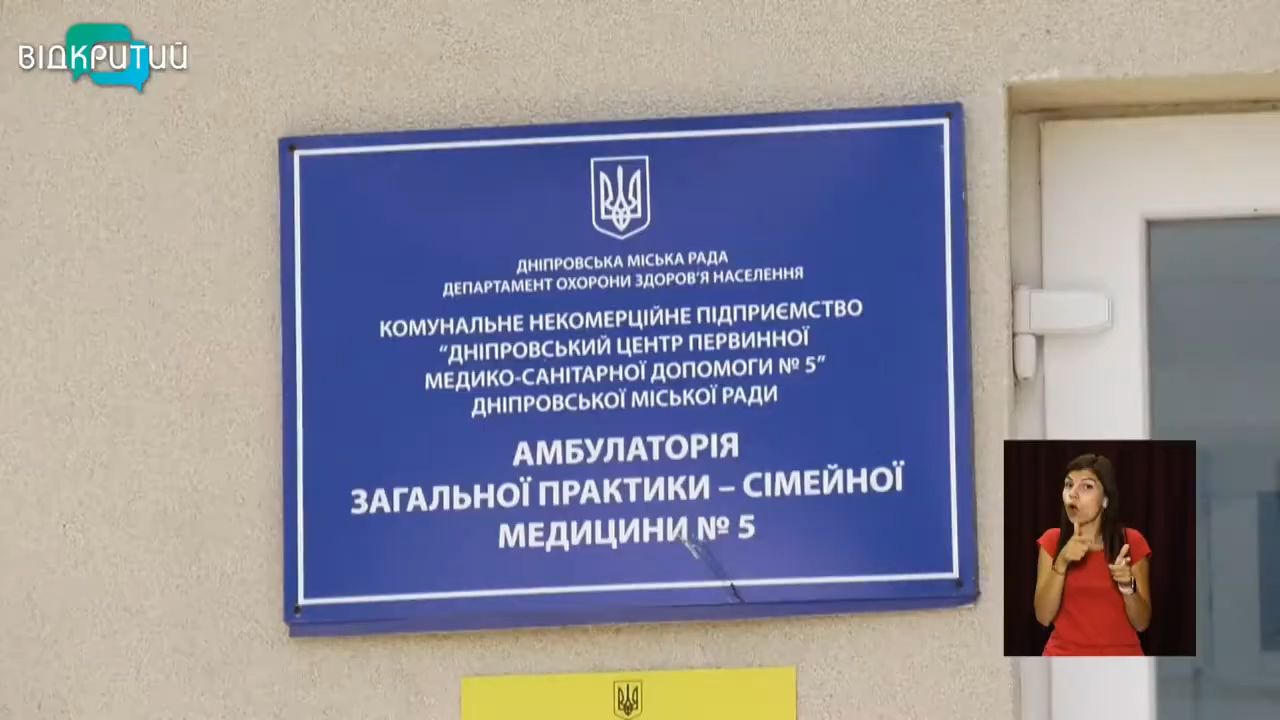 ВІДКРИТИЙ
ДНІПРОВСЬКА МІСЬКА РАДА
ДЕПАРТАМЕНТ ОХОРОНИ ЗДОРОВ'Я НАСЕЛЕННЯ
КОМУНАЛЬНЕ НЕКОМЕРЦІЙНЕ ПІДПРИЄМСТВО
“ДНІПРОВСЬКИЙ ЦЕНТР ПЕРВИННОЇ
МЕДИКО-САНІТАРНОЇ ДОПОМОГИ № 5”
ДНІПРОВСЬКОЇ МІСЬКОЇ РАДИ
АМБУЛАТОРІЯ
ЗАГАЛЬНОЇ ПРАКТИКИ – СІМЕЙНОЇ
МЕДИЦИНИ № 5